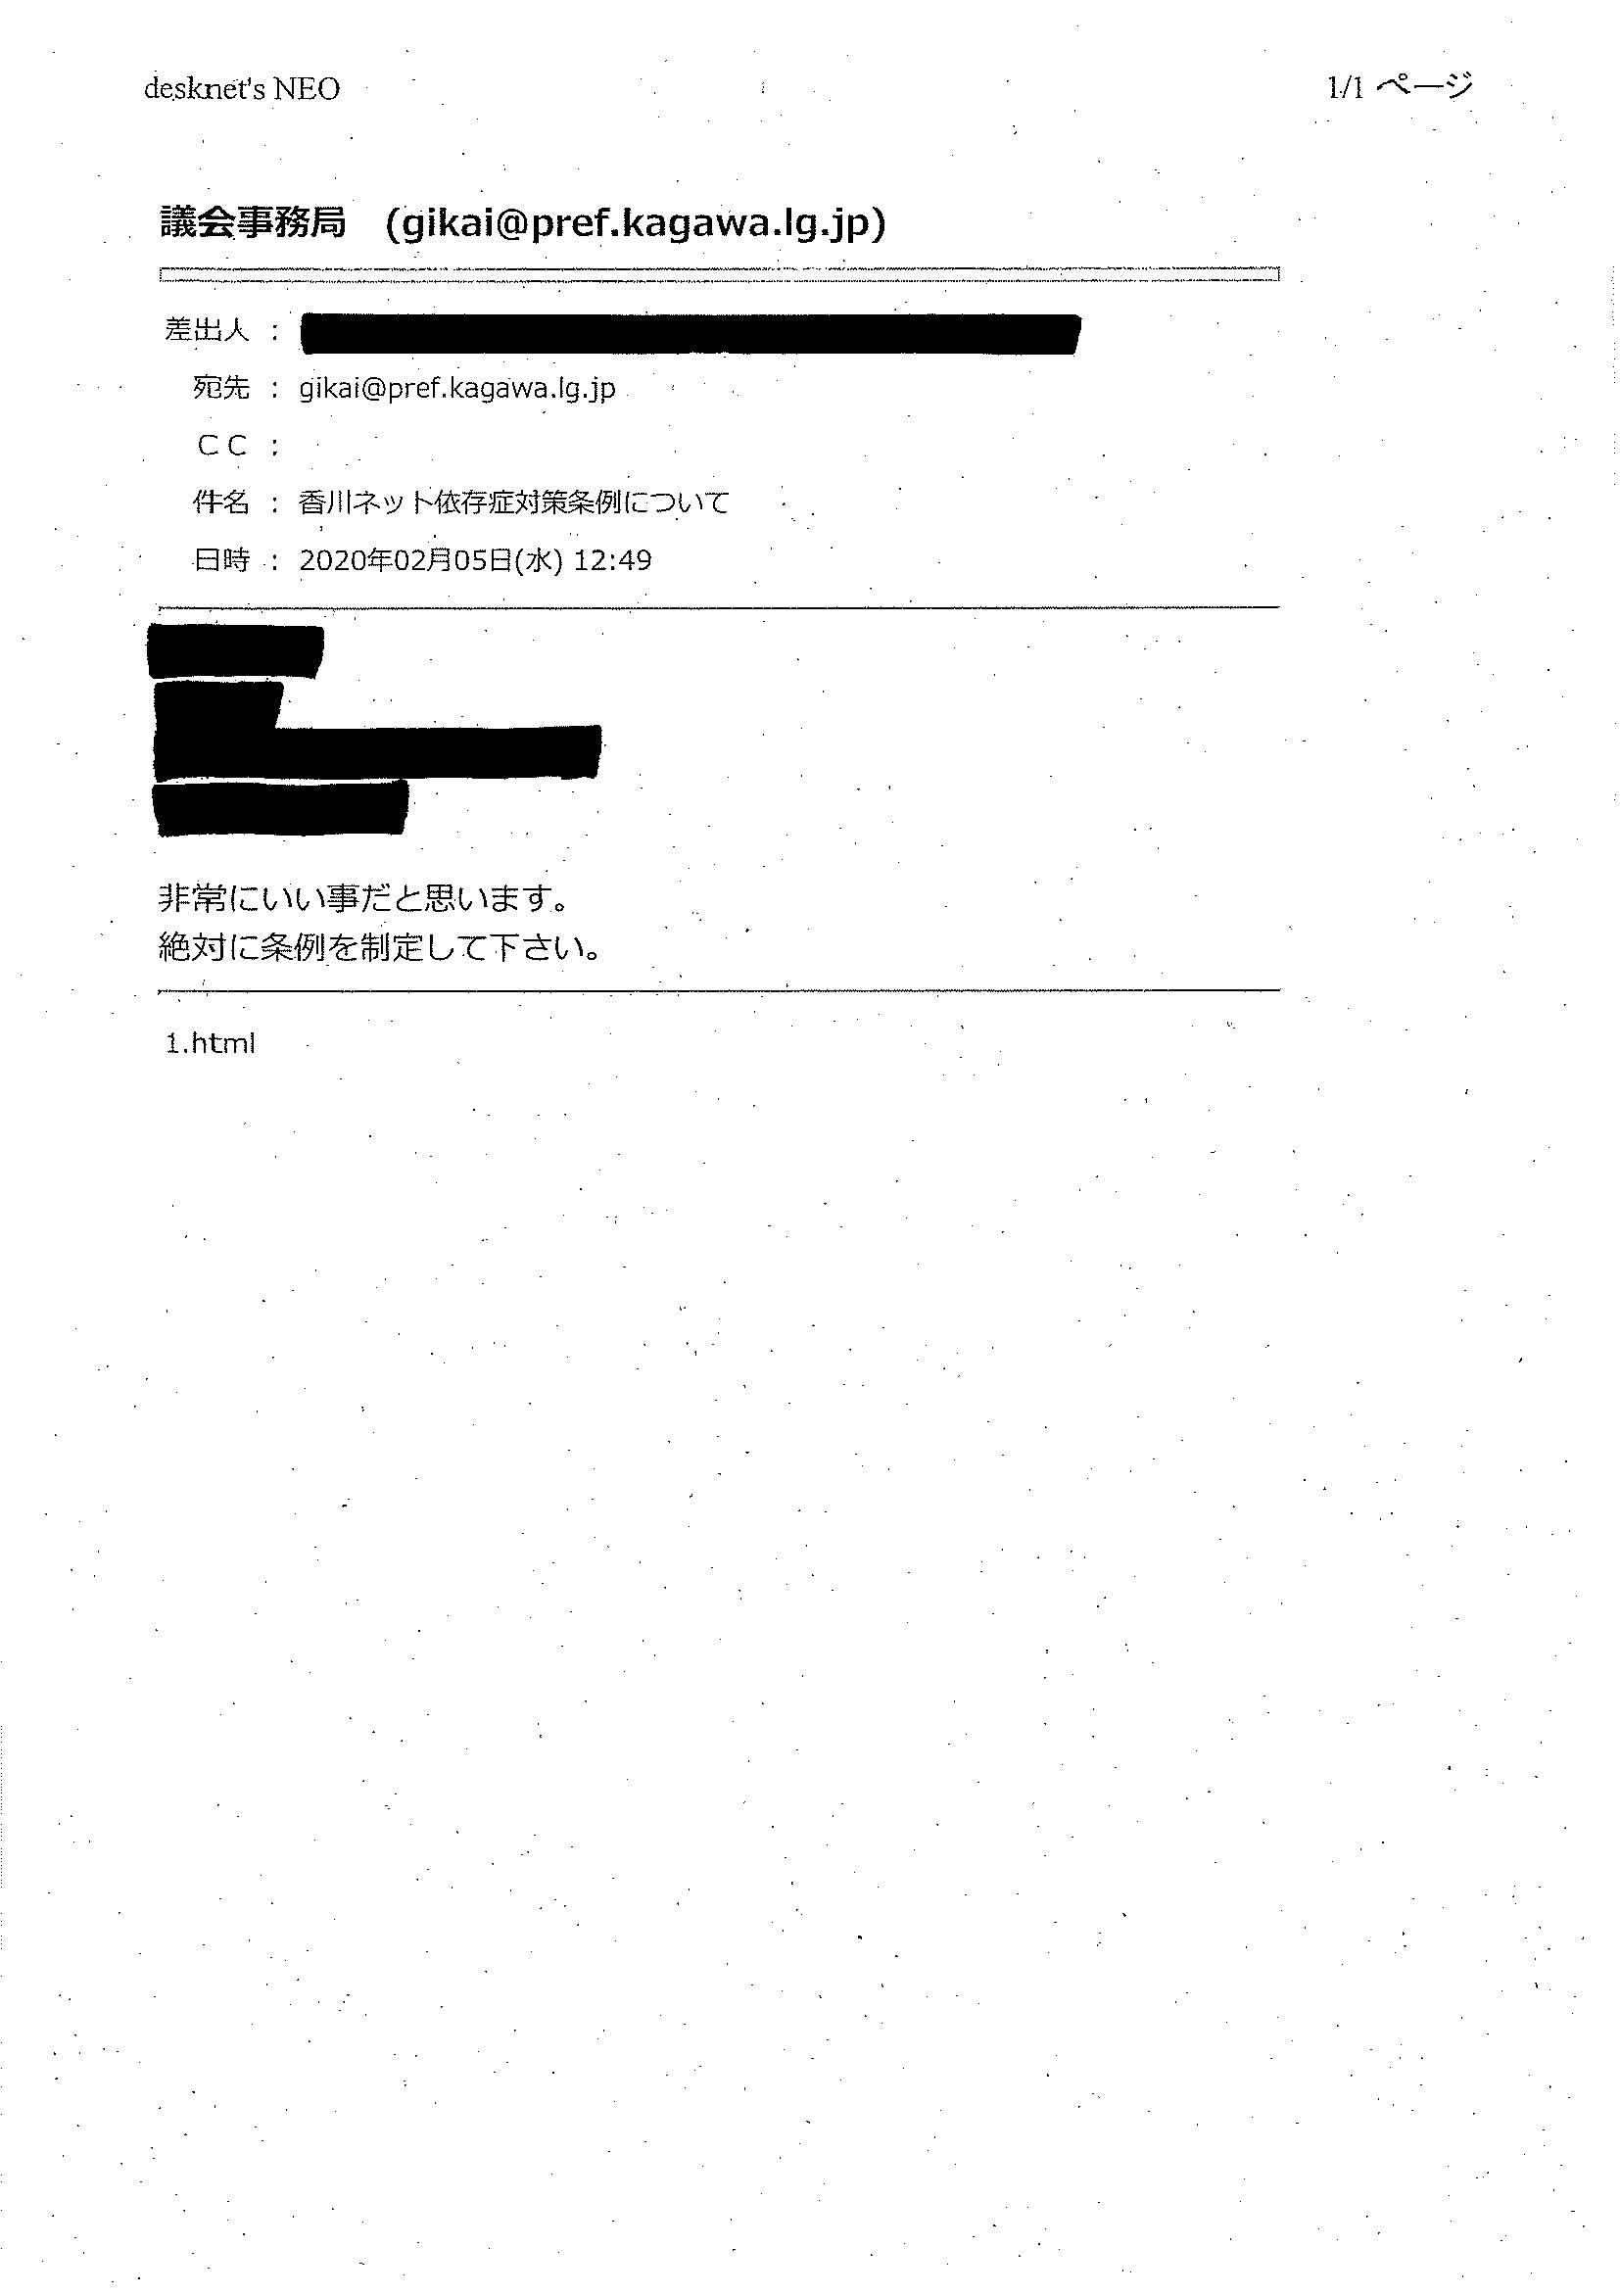 desknet's NEO
1/1 ページ
議会事務局　(gikai@pref.kagawa.lg.jp)
差出人 :
宛先 : gikai@pref.kagawa.lg.jp
ＣＣ :
件名 : 香川ネット依存症対策条例について
日時 : 2020年02月05日(水) 12:49
非常にいい事だと思います。
絶対に条例を制定して下さい。
1.html